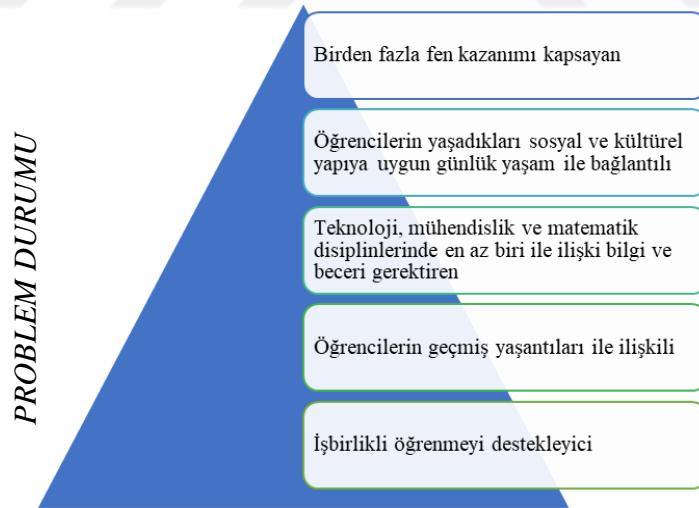 PROBLEM DURUMU
Birden fazla fen kazanımı kapsayan
Öğrencilerin yaşadıkları sosyal ve kültürel
yapıya uygun günlük yaşam ile bağlantılı
Teknoloji, mühendislik ve matematik
disiplinlerinde en az biri ile ilişki bilgi ve
beceri gerektiren
Öğrencilerin geçmiş yaşantıları ile ilişkili
İşbirlikli öğrenmeyi destekleyici